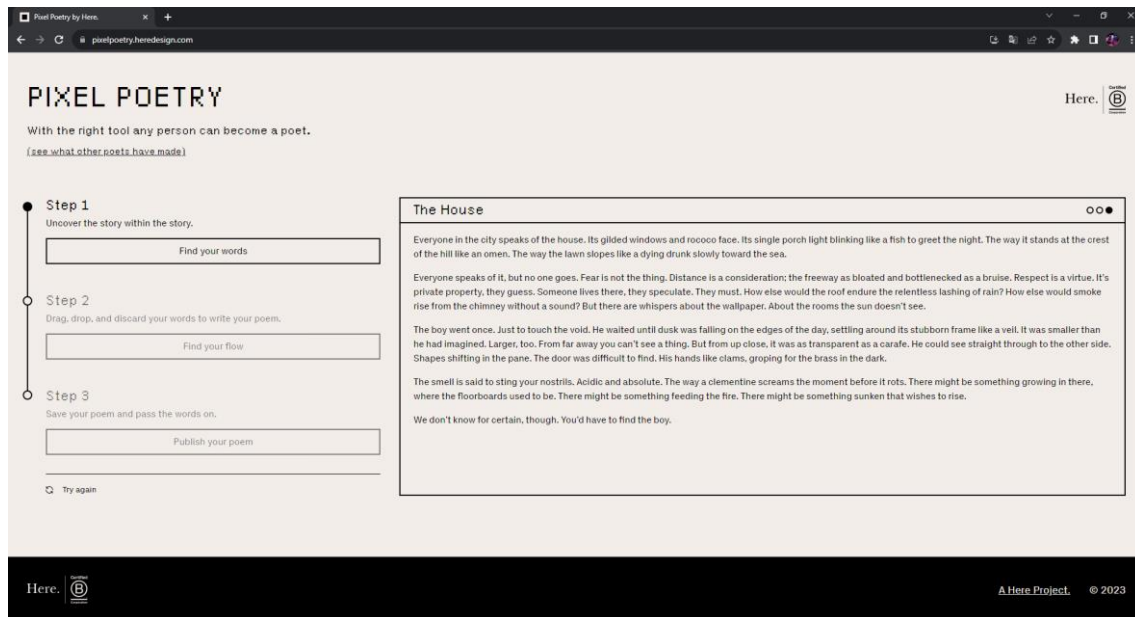 Pixel Poetry by Here.
pixelpoetry.heredesign.com
PIXEL POETRY
Here.
Certified
B
Corporation
With the right tool any person can become a poet.
(see what other poets have made)
Step 1
Uncover the story within the story.
Find your words
Step 2
Drag, drop, and discard your words to write your poem.
Find your flow
Step 3
Save your poem and pass the words on.
Publish your poem
Try again
The House
Everyone in the city speaks of the house. Its gilded windows and rococo face. Its single porch light blinking like a fish to greet the night. The way it stands at the crest
of the hill like an omen. The way the lawn slopes like a dying drunk slowly toward the sea.
Everyone speaks of it, but no one goes. Fear is not the thing. Distance is a consideration; the freeway as bloated and bottlenecked as a bruise. Respect is a virtue. It's
private property, they guess. Someone lives there, they speculate. They must. How else would the roof endure the relentless lashing of rain? How else would smoke
rise from the chimney without a sound? But there are whispers about the wallpaper. About the rooms the sun doesn't see.
The boy went once. Just to touch the void. He waited until dusk was falling on the edges of the day, settling around its stubborn frame like a veil. It was smaller than
he had imagined. Larger, too. From far away you can't see a thing. But from up close, it was as transparent as a carafe. He could see straight through to the other side.
Shapes shifting in the pane. The door was difficult to find. His hands like clams, groping for the brass in the dark.
The smell is said to sting your nostrils. Acidic and absolute. The way a clementine screams the moment before it rots. There might be something growing in there,
where the floorboards used to be. There might be something feeding the fire. There might be something sunken that wishes to rise.
We don't know for certain, though. You'd have to find the boy.
Here.
Certified
B
Corporation
A Here Project.
© 2023